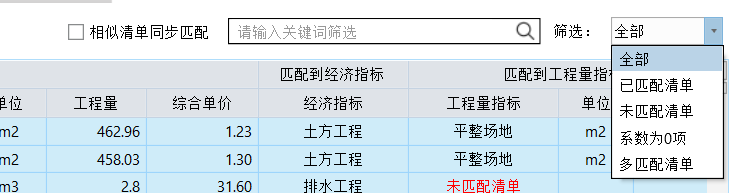 相似清单同步匹配 请输入关键词筛选 筛选： 全部
全部
已匹配清单
未匹配清单
系数为0项
多匹配清单
匹配到经济指标 匹配到工程量指标
单位 工程量 综合单价 经济指标 工程量指标 单位
m2 462.96 1.23 土方工程 平整场地 m2
m2 458.03 1.30 土方工程 平整场地 m2
m3 2.8 31.60 排水工程 未匹配清单